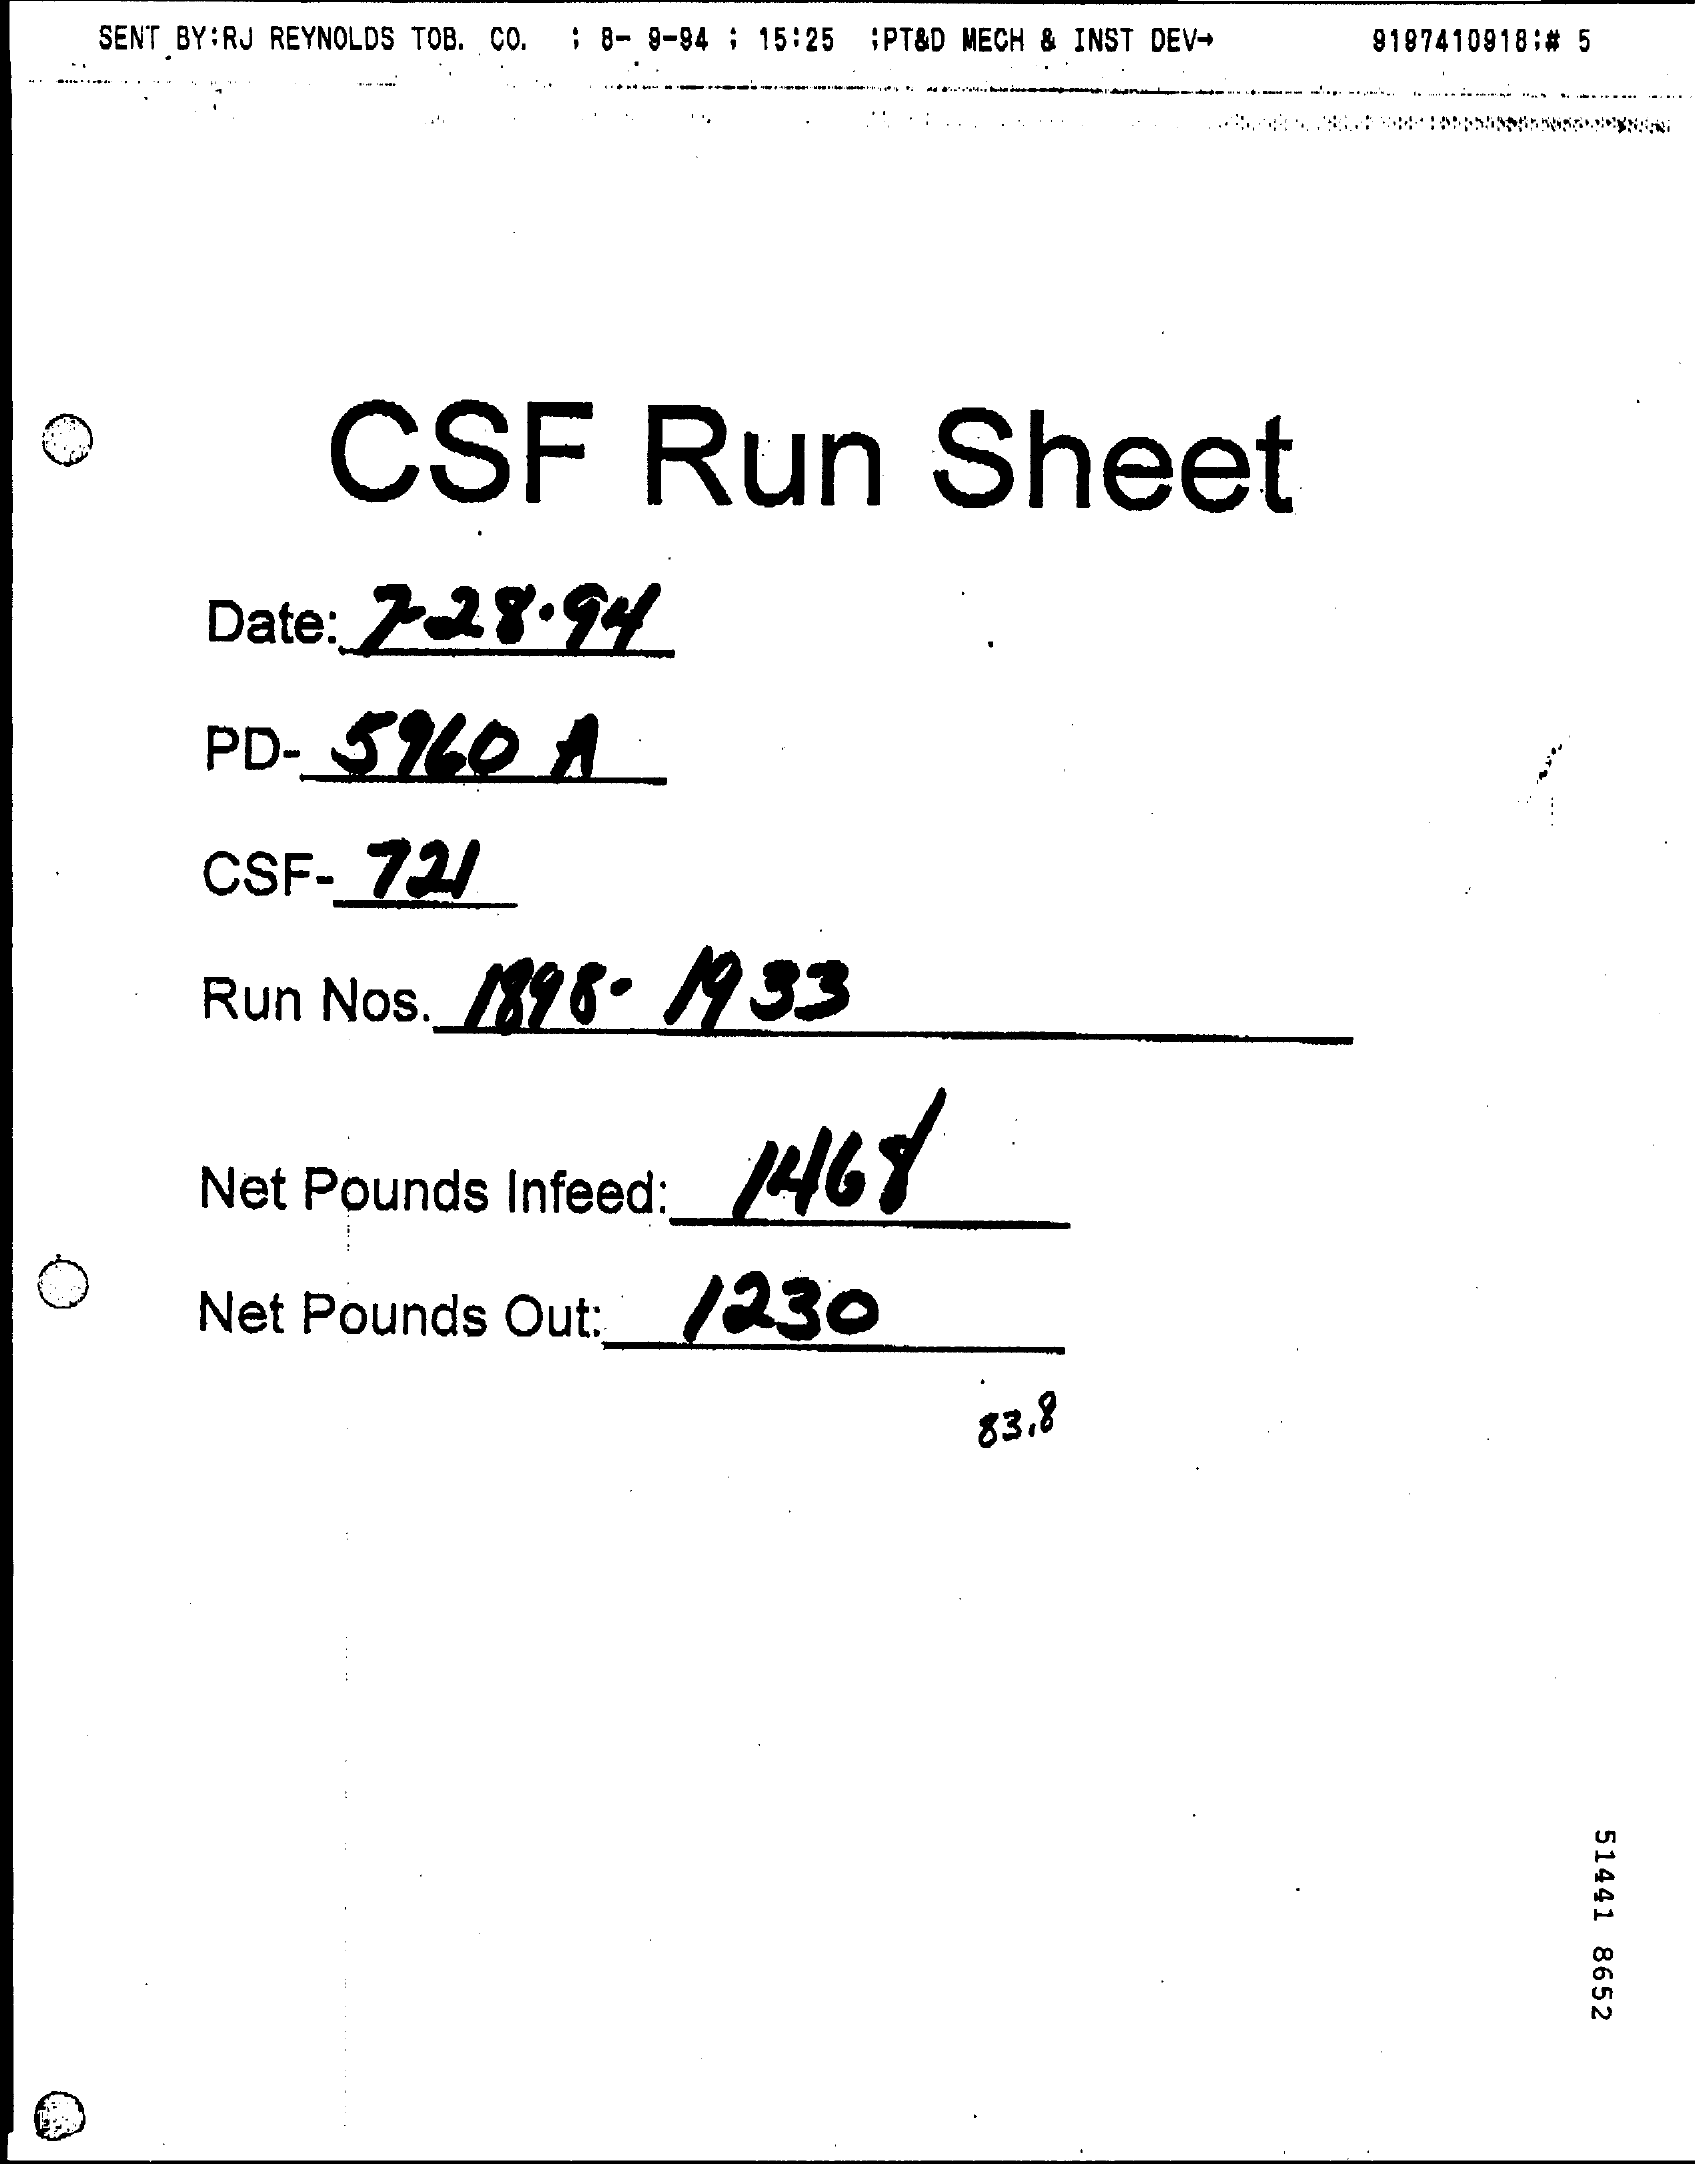 SENT BY:RJ REYNOLDS TOB. CO. ; 8- 9-94 ; 15:25 ;PT&D MECH & INST DEV→ 9197410918;# 5
CSF Run Sheet
Date: 7-28-94
PD- 5960 A
CSF- 721
Run Nos. 1898- 1933
Net Pounds Infeed: 1468
Net Pounds Out: 1230
83.8
51441 8652